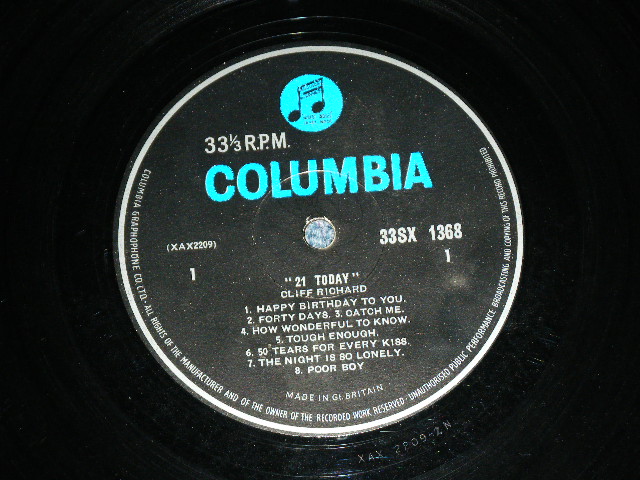 33⅓ R.P.M.
COLUMBIA
(XAX2209)
33SX 1368
1
1
"21 TODAY"
CLIFF RICHARD
1. HAPPY BIRTHDAY TO YOU.
2. FORTY DAYS. 3. CATCH ME.
4. HOW WONDERFUL TO KNOW.
5. TOUGH ENOUGH.
6. 50 TEARS FOR EVERY KISS.
7. THE NIGHT IS SO LONELY.
8. POOR BOY
MADE IN GT. BRITAIN
COLUMBIA GRAPHOPHONE CO. LTD. - ALL RIGHTS OF THE MANUFACTURER AND OF THE OWNER OF THE RECORDED WORK RESERVED - UNAUTHORISED PUBLIC PERFORMANCE BROADCASTING AND COPYING OF THIS RECORD PROHIBITED
XAX 2209-2N